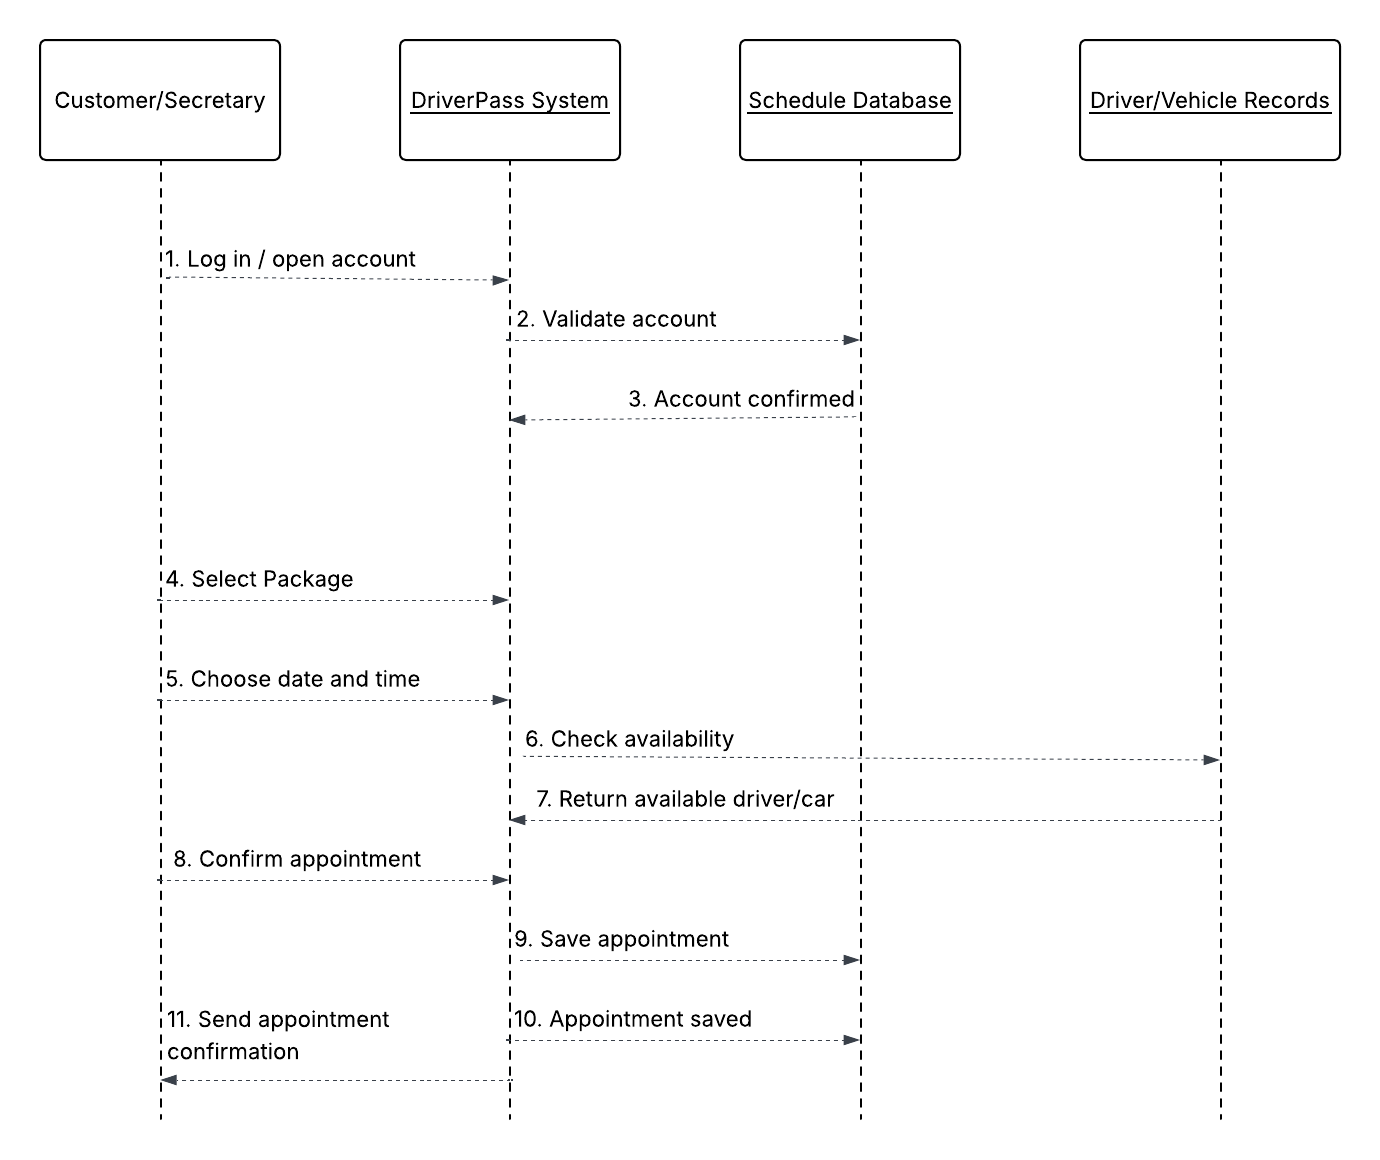 Customer/Secretary
DriverPass System
Schedule Database
Driver/Vehicle Records
1. Log in / open account
2. Validate account
3. Account confirmed
4. Select Package
5. Choose date and time
6. Check availability
7. Return available driver/car
8. Confirm appointment
9. Save appointment
10. Appointment saved
11. Send appointment
confirmation